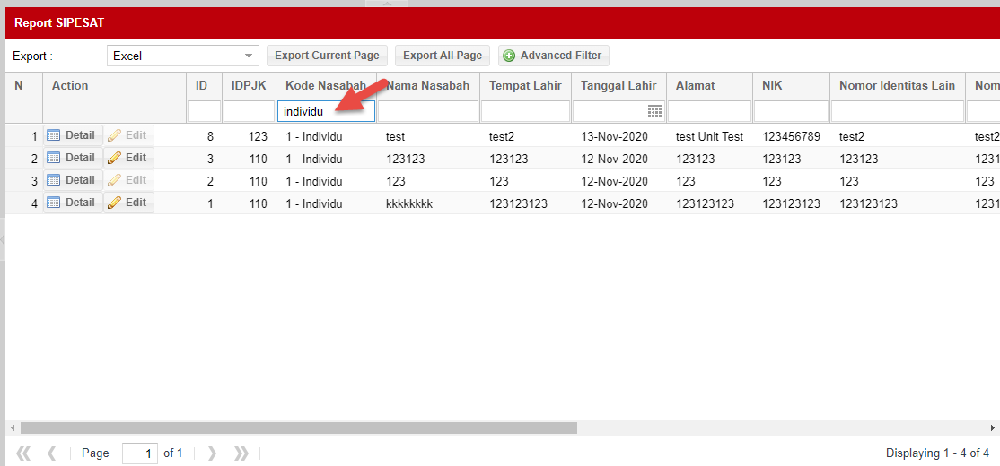 Report SIPESAT
Export : Excel Export Current Page Export All Page Advanced Filter
N Action ID IDPJK Kode Nasabah Nama Nasabah Tempat Lahir Tanggal Lahir Alamat NIK Nomor Identitas Lain Nom
individu
1 Detail Edit 8 123 1 - Individu test test2 13-Nov-2020 test Unit Test 123456789 test2 test2
2 Detail Edit 3 110 1 - Individu 123123 123123 12-Nov-2020 123123 123123 123123 1231
3 Detail Edit 2 110 1 - Individu 123 123 12-Nov-2020 123 123 123 123
4 Detail Edit 1 110 1 - Individu kkkkkkkk 123123123 12-Nov-2020 123123123 123123123 123123123 1231
Page 1 of 1 Displaying 1 - 4 of 4